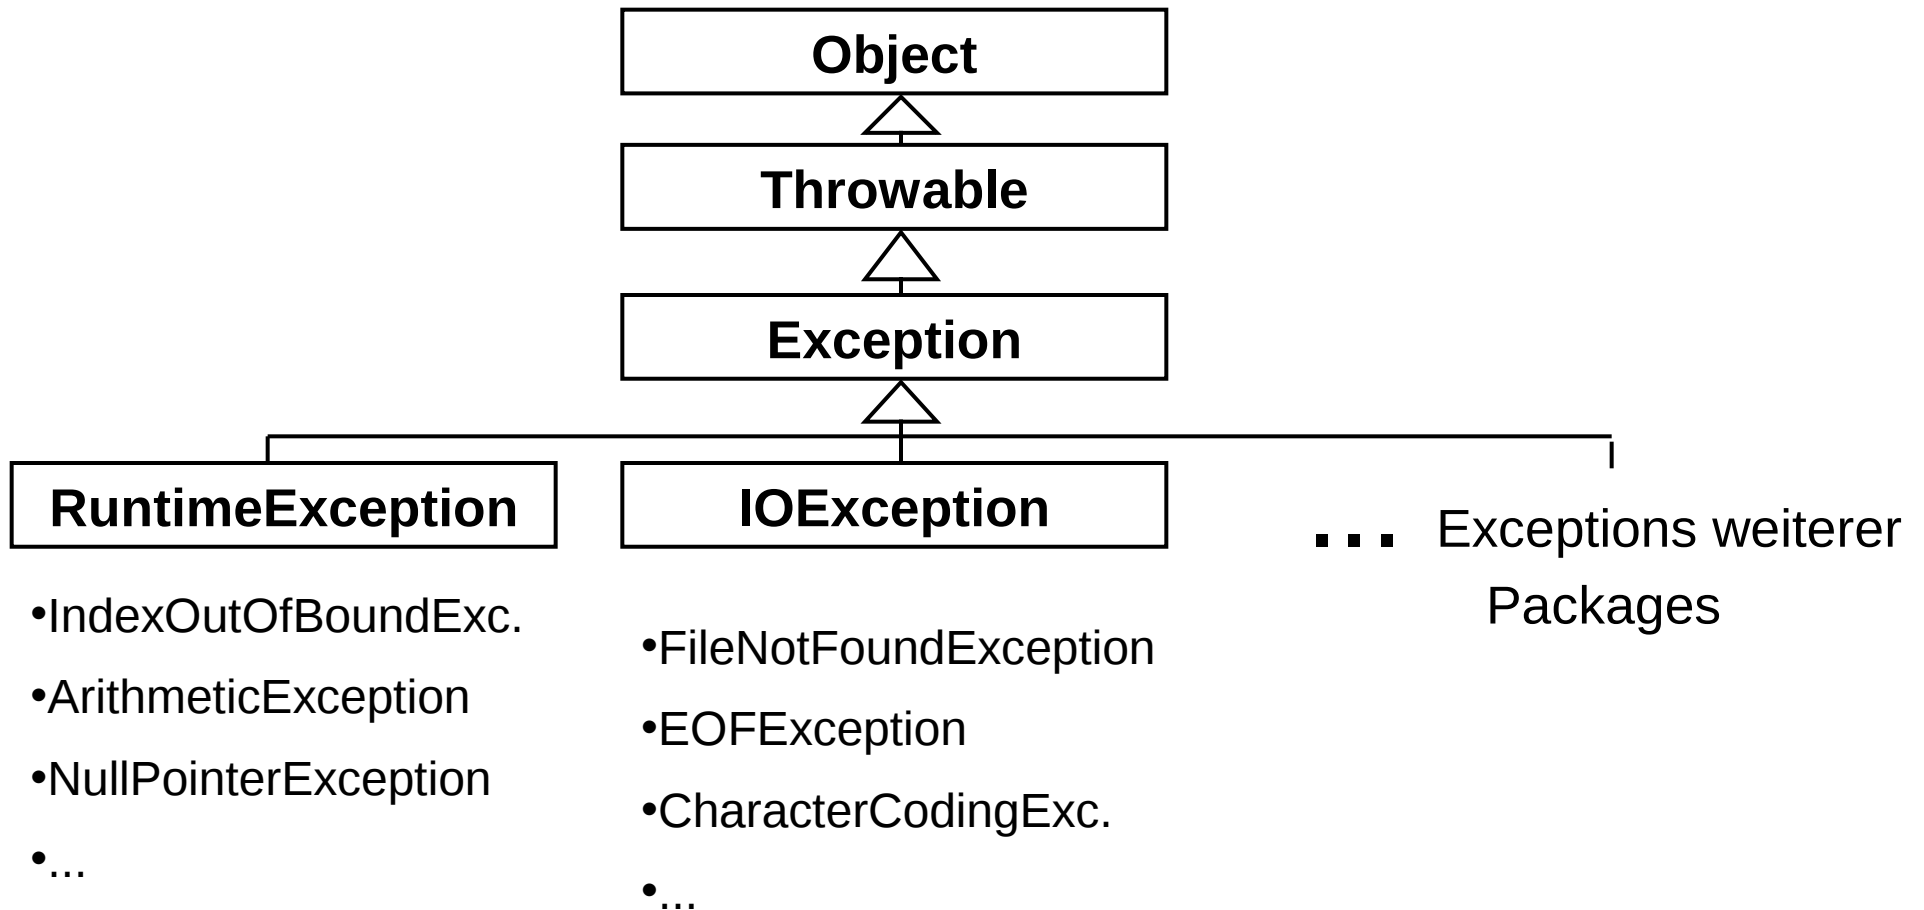 Object
Throwable
Exception
RuntimeException
IOException
... Exceptions weiterer
Packages
•IndexOutOfBoundExc.
•ArithmeticException
•NullPointerException
•...
•FileNotFoundException
•EOFException
•CharacterCodingExc.
•...